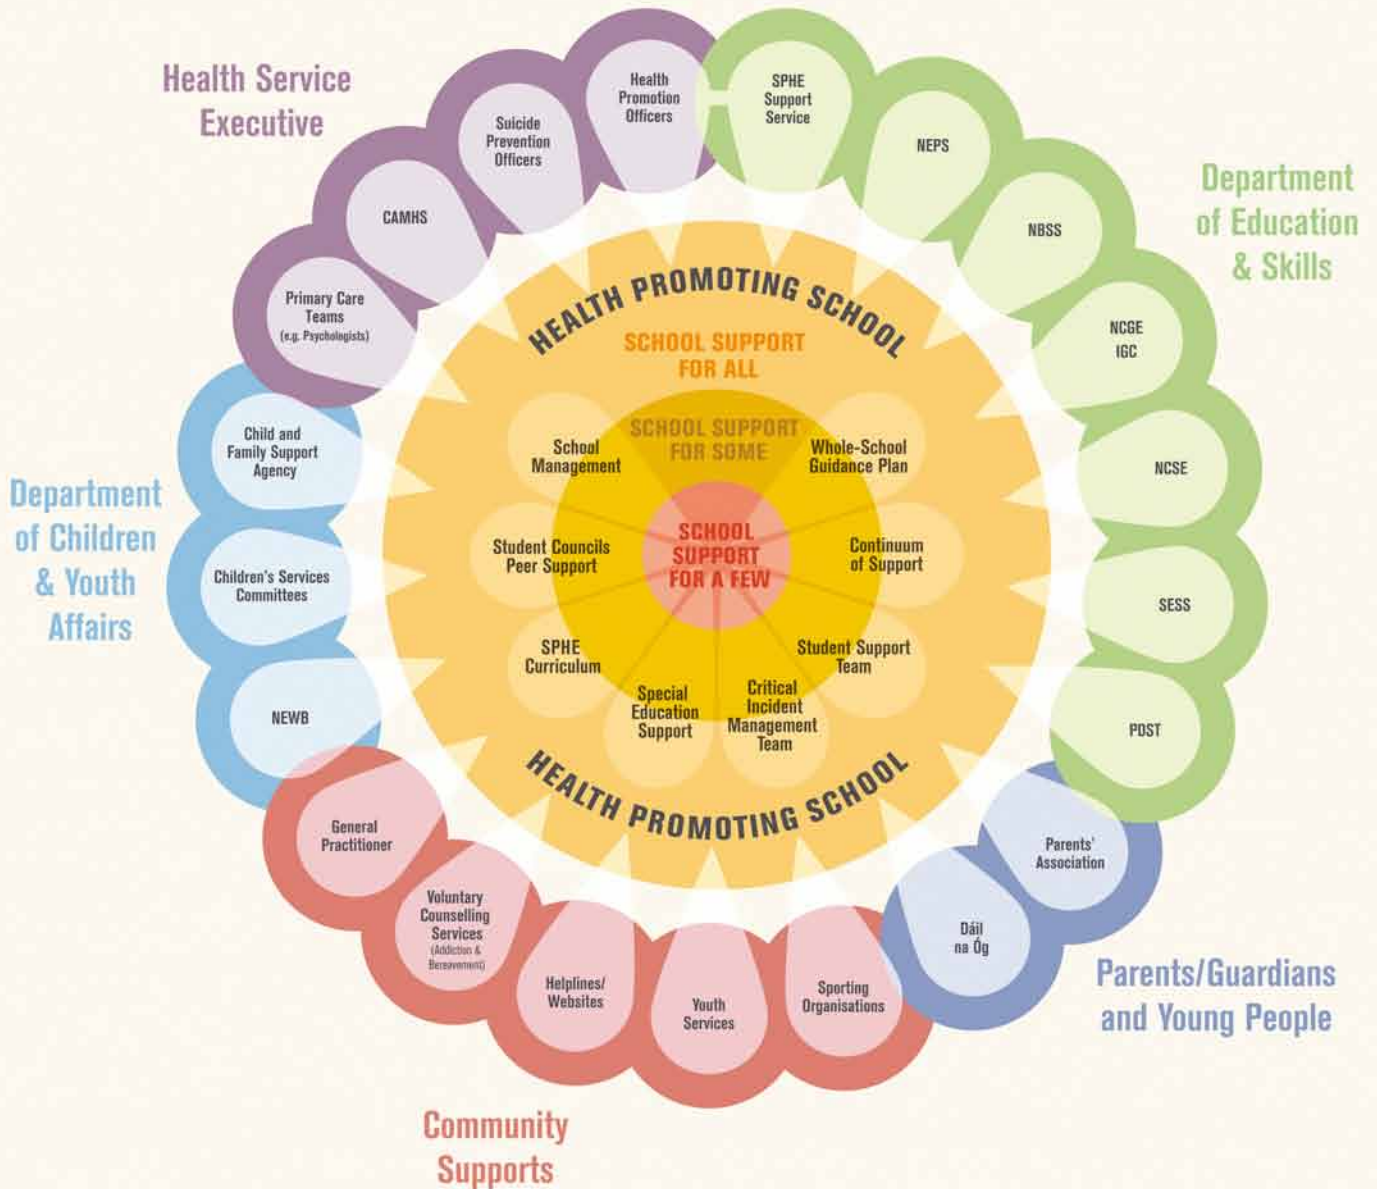 Health Service
Executive
Health
Promotion
Officers
Suicide
Prevention
Officers
CAMHS
Primary Care
Teams
(e.g. Psychologists)
SPHE
Support
Service
NEPS
NBSS
NCGE
IGC
NCSE
SESS
PDST
Department
of Education
& Skills
Department
of Children
& Youth
Affairs
Child and
Family Support
Agency
Children's Services
Committees
NEWB
HEALTH PROMOTING SCHOOL
SCHOOL SUPPORT
FOR ALL
SCHOOL SUPPORT
FOR SOME
SCHOOL
SUPPORT
FOR A FEW
School
Management
Whole-School
Guidance Plan
Student Councils
Peer Support
Continuum
of Support
SPHE
Curriculum
Student Support
Team
Special
Education
Support
Critical
Incident
Management
Team
HEALTH PROMOTING SCHOOL
General
Practitioner
Voluntary
Counselling
Services
(Addiction &
Bereavement)
Helplines/
Websites
Youth
Services
Sporting
Organisations
Dáil
na Óg
Parents'
Association
Parents/Guardians
and Young People
Community
Supports